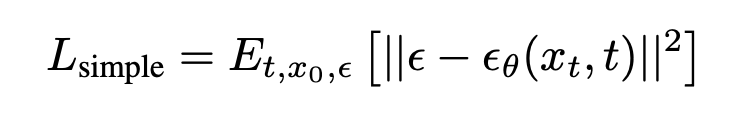 L_simple = E_{t,x_0,ϵ} [||ϵ − ϵ_θ(x_t, t)||²]